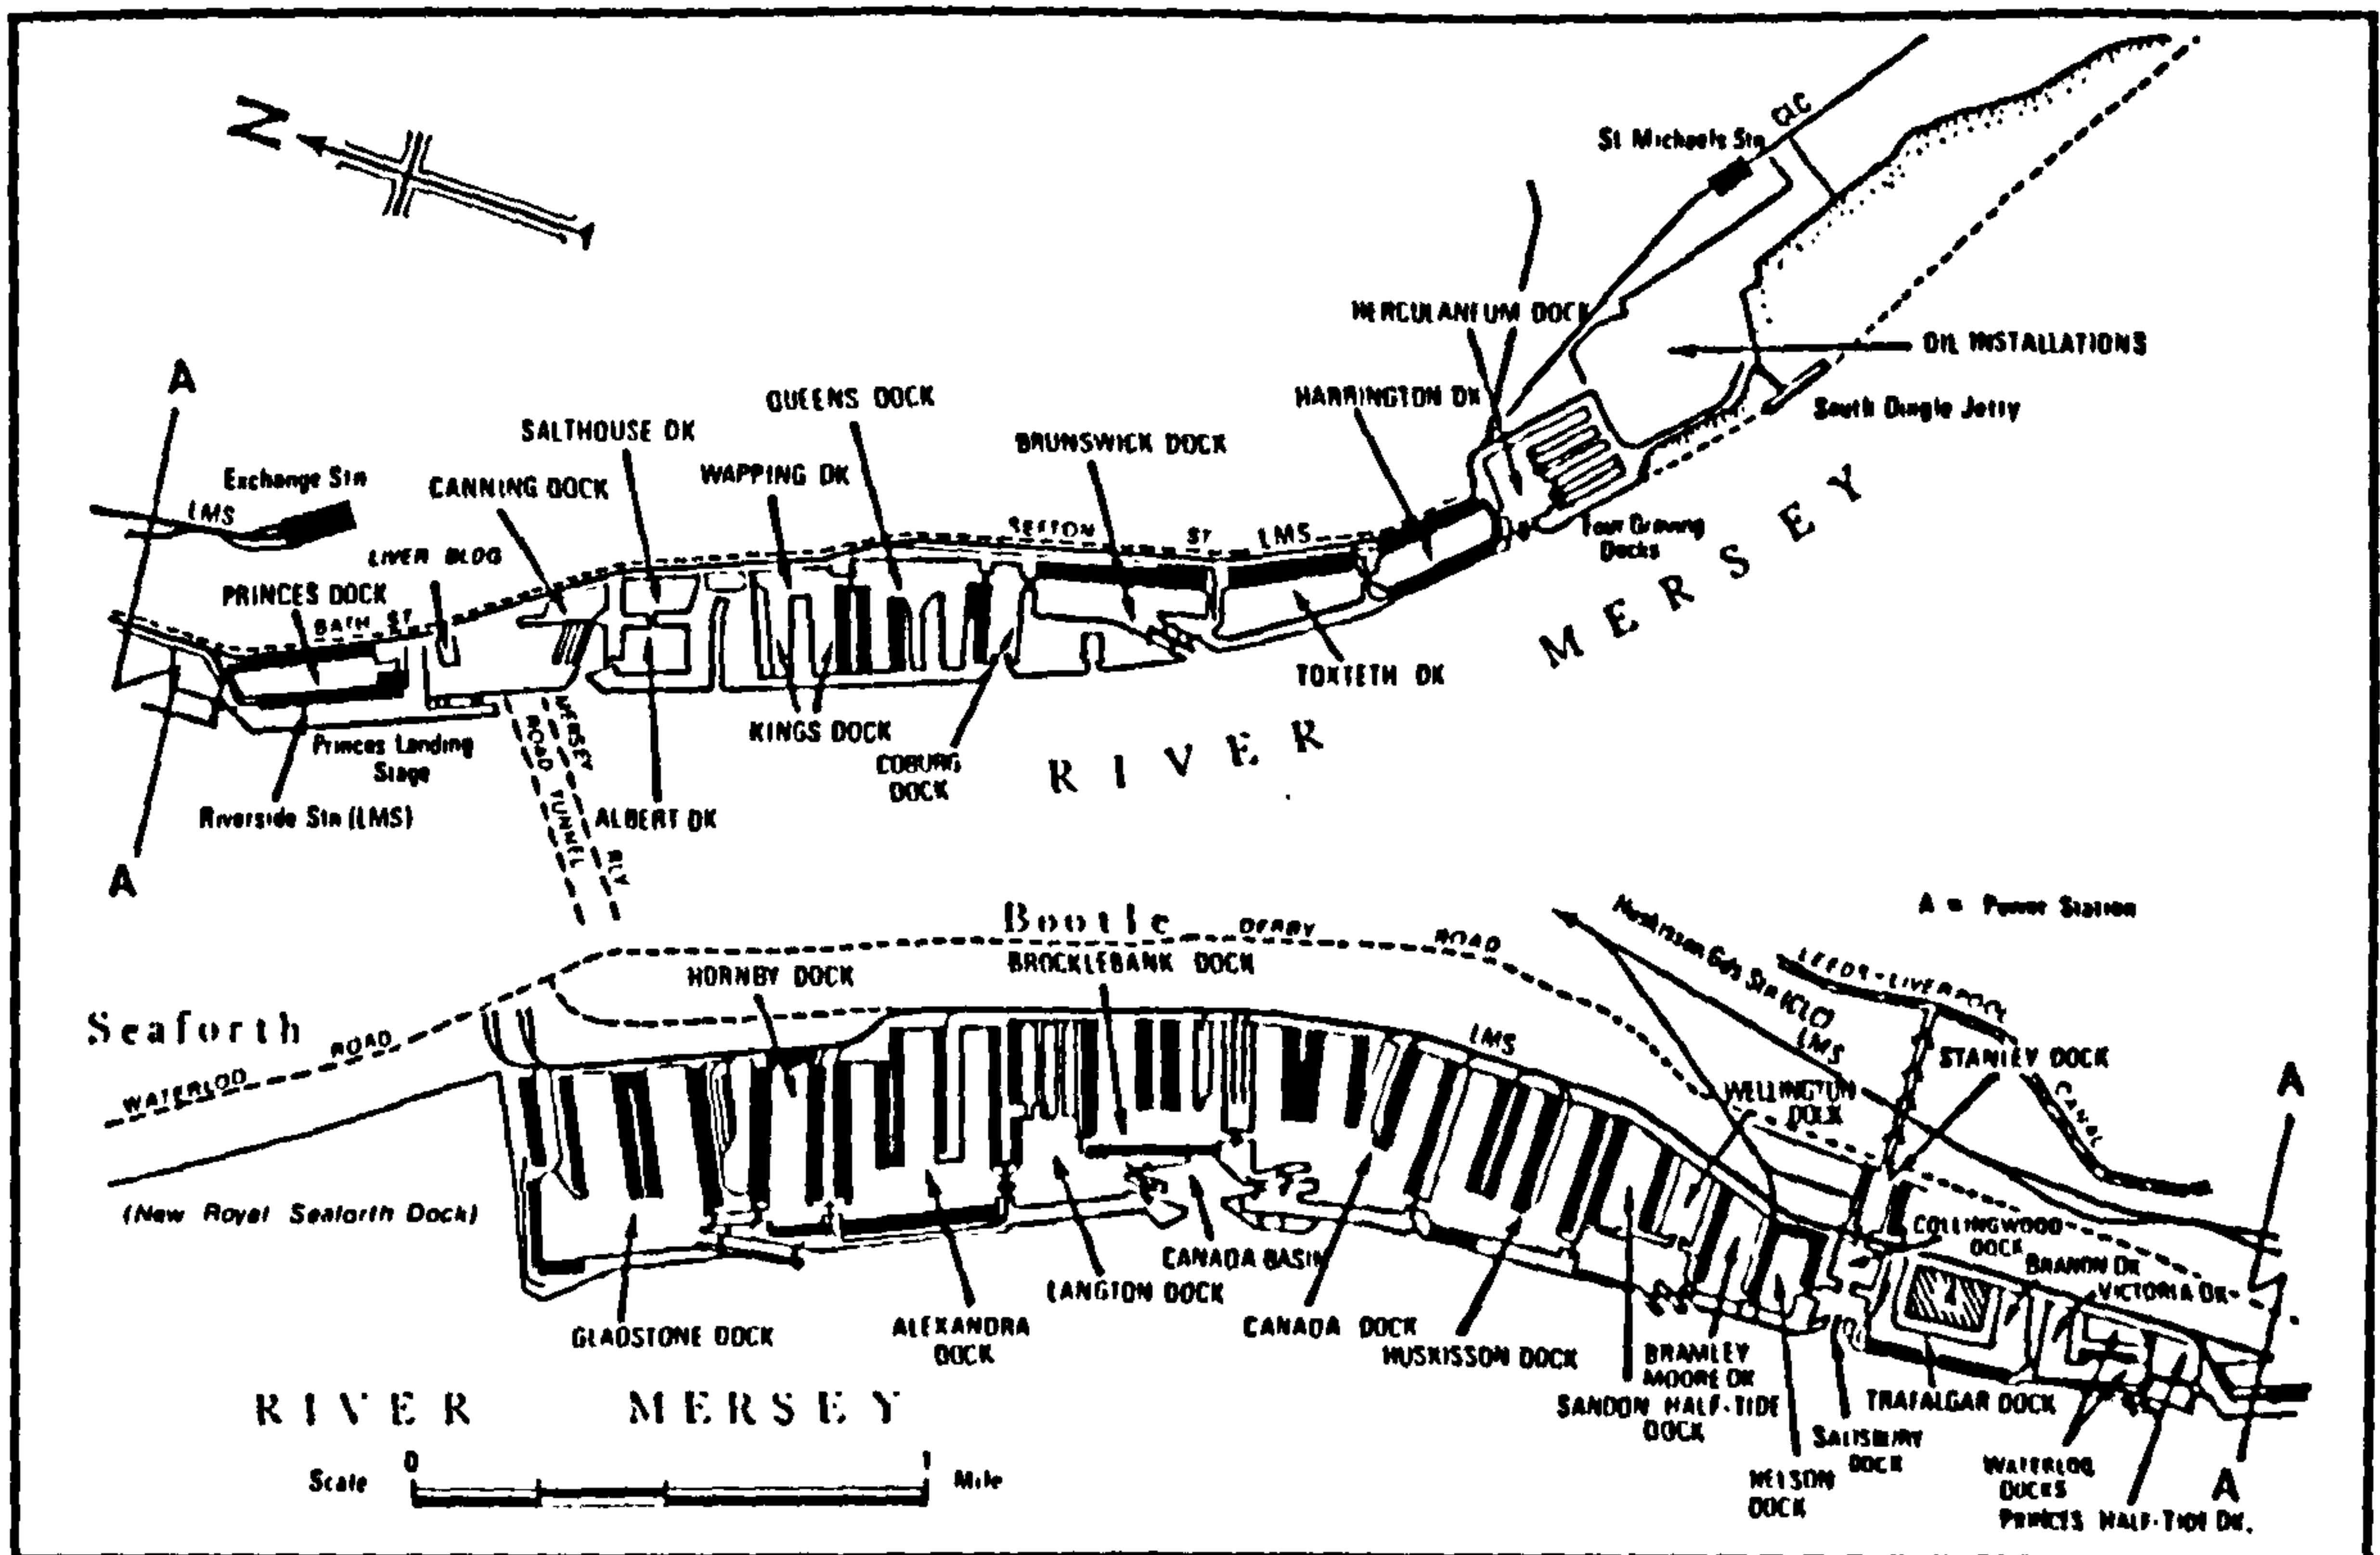 N
A
Exchange Stn
LMS
LIVER BLDG
PRINCES DOCK
BATH ST
CANNING DOCK
SALTHOUSE DK
WAPPING DK
QUEENS DOCK
BRUNSWICK DOCK
SEFTON ST
LMS
HARRINGTON DK
HERCULANEUM DOCK
St Michaels Stn
CLC
OIL INSTALLATIONS
South Dingle Jetty
Four Graving
Docks
TOXTETH DK
RIVER MERSEY
COBURG
DOCK
KINGS DOCK
ALBERT DK
MERSEY RLY
ROAD TUNNEL
Princes Landing
Stage
Riverside Stn (LMS)
A
A = Power Station
Bootle
DERBY ROAD
HORNBY DOCK
BROCKLEBANK DOCK
Seaforth
WATERLOO ROAD
(New Royal Seaforth Dock)
LMS
Huskisson Gds Stn (CLC)
LMS
LEEDS-LIVERPOOL
CANAL
STANLEY DOCK
WELLINGTON
DOCK
A
COLLINGWOOD
DOCK
VICTORIA DK
GLADSTONE DOCK
ALEXANDRA
DOCK
LANGTON DOCK
CANADA BASIN
CANADA DOCK
HUSKISSON DOCK
SANDON HALF-TIDE
DOCK
BRAMLEY
MOORE DK
NELSON
DOCK
SALISBURY
DOCK
TRAFALGAR DOCK
WATERLOO
DOCKS
PRINCES HALF-TIDE DK.
A
RIVER MERSEY
Scale
0
1
Mile